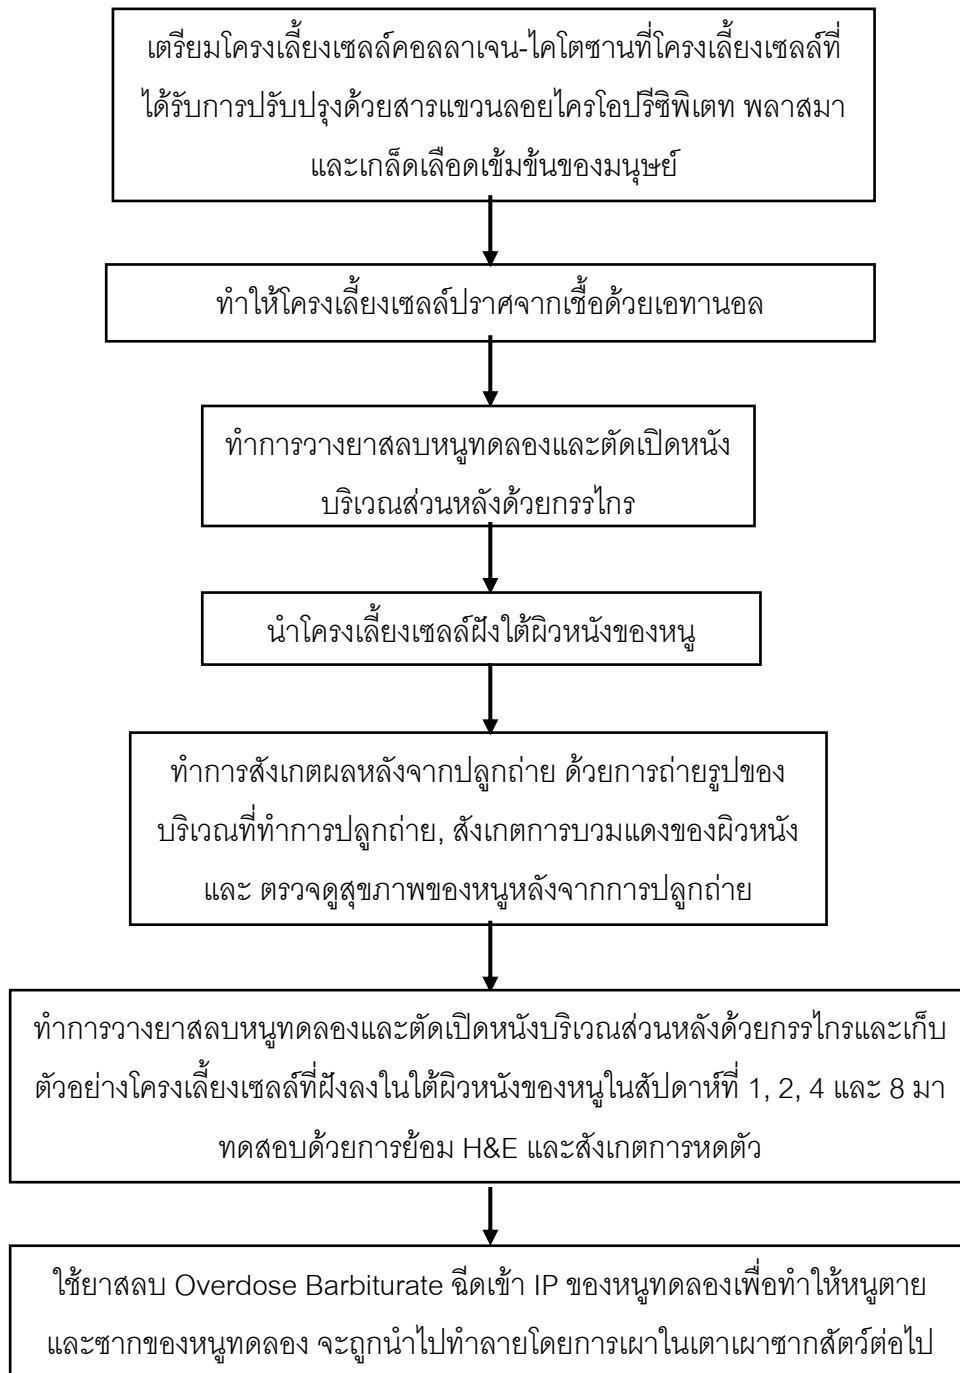 เตรียมโครงเลี้ยงเซลล์คอลลาเจน-ไคโตซานที่โครงเลี้ยงเซลล์ที่
ได้รับการปรับปรุงด้วยสารแขวนลอยไครโอปรีซิพิเตท พลาสมา
และเกล็ดเลือดเข้มข้นของมนุษย์
ทำให้โครงเลี้ยงเซลล์ปราศจากเชื้อด้วยเอทานอล
ทำการวางยาสลบหนูทดลองและตัดเปิดหนัง
บริเวณส่วนหลังด้วยกรรไกร
นำโครงเลี้ยงเซลล์ฝังใต้ผิวหนังของหนู
ทำการสังเกตผลหลังจากปลูกถ่าย ด้วยการถ่ายรูปของ
บริเวณที่ทำการปลูกถ่าย, สังเกตการบวมแดงของผิวหนัง
และ ตรวจดูสุขภาพของหนูหลังจากการปลูกถ่าย
ทำการวางยาสลบหนูทดลองและตัดเปิดหนังบริเวณส่วนหลังด้วยกรรไกรและเก็บ
ตัวอย่างโครงเลี้ยงเซลล์ที่ฝังลงในใต้ผิวหนังของหนูในสัปดาห์ที่ 1, 2, 4 และ 8 มา
ทดสอบด้วยการย้อม H&E และสังเกตการหดตัว
ใช้ยาสลบ Overdose Barbiturate ฉีดเข้า IP ของหนูทดลองเพื่อทำให้หนูตาย
และซากของหนูทดลอง จะถูกนำไปทำลายโดยการเผาในเตาเผาซากสัตว์ต่อไป